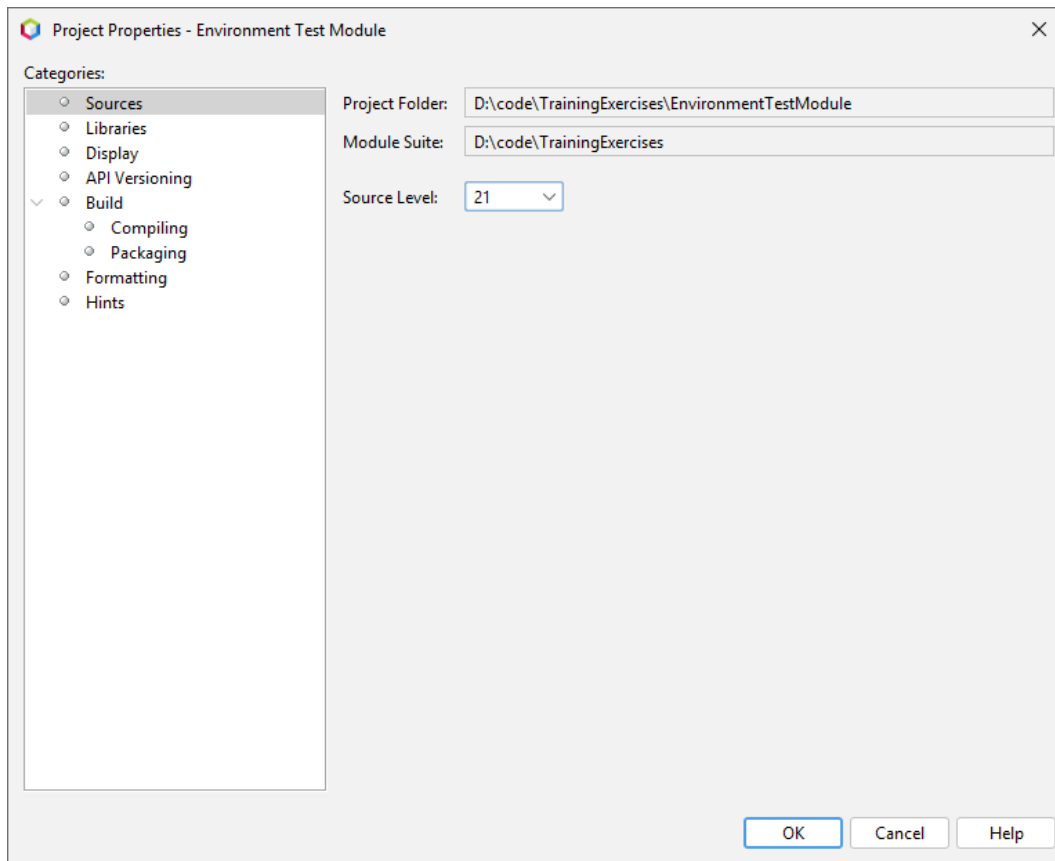 Project Properties - Environment Test Module
Categories:
Sources
Libraries
Display
API Versioning
Build
Compiling
Packaging
Formatting
Hints
Project Folder: D:\code\TrainingExercises\EnvironmentTestModule
Module Suite: D:\code\TrainingExercises
Source Level: 21
OK Cancel Help